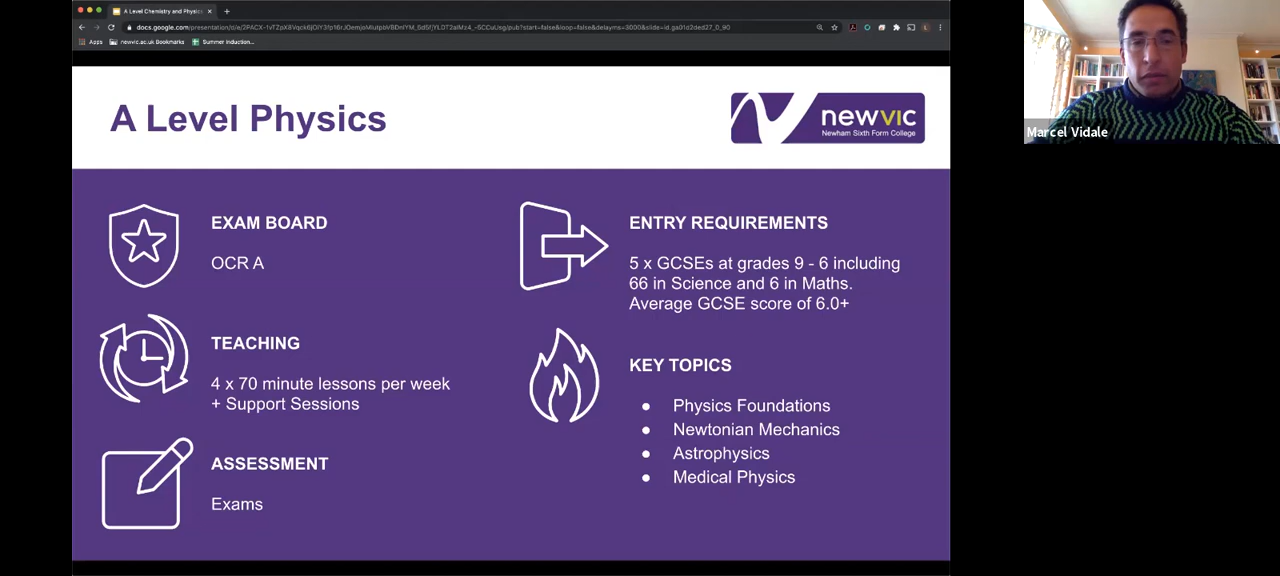 A Level Chemistry and Physics
Apps
newvic.ac.uk Bookmarks
Summer Induction...
A Level Physics
newvic
Newham Sixth Form College
EXAM BOARD
OCR A
TEACHING
4 x 70 minute lessons per week
+ Support Sessions
ASSESSMENT
Exams
ENTRY REQUIREMENTS
5 x GCSEs at grades 9 - 6 including
66 in Science and 6 in Maths.
Average GCSE score of 6.0+
KEY TOPICS
● Physics Foundations
● Newtonian Mechanics
● Astrophysics
● Medical Physics
Marcel Vidale